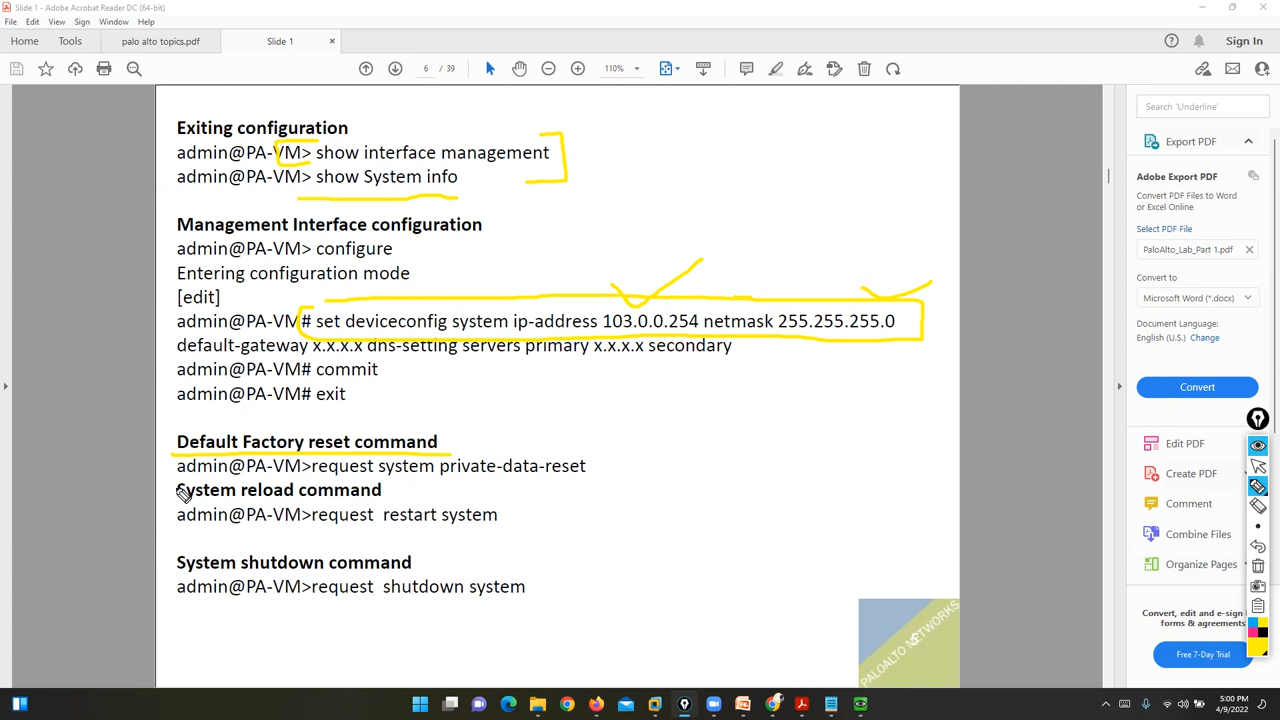 Slide 1 - Adobe Acrobat Reader DC (64-bit)
File Edit View Sign Window Help
Home Tools palo alto topics.pdf Slide 1 × Sign In
6 / 39 110%
Exiting configuration
admin@PA-VM> show interface management
admin@PA-VM> show System info
Management Interface configuration
admin@PA-VM> configure
Entering configuration mode
[edit]
admin@PA-VM# set deviceconfig system ip-address 103.0.0.254 netmask 255.255.255.0
default-gateway x.x.x.x dns-setting servers primary x.x.x.x secondary
admin@PA-VM# commit
admin@PA-VM# exit
Default Factory reset command
admin@PA-VM>request system private-data-reset
System reload command
admin@PA-VM>request restart system
System shutdown command
admin@PA-VM>request shutdown system
PALOALTO NETWORKS
Search 'Underline'
Export PDF
Adobe Export PDF
Convert PDF Files to Word
or Excel Online
Select PDF File
PaloAlto_Lab_Part 1.pdf
Convert to
Microsoft Word (*.docx)
Document Language:
English (U.S.) Change
Convert
Edit PDF
Create PDF
Comment
Combine Files
Organize Pages
Convert, edit and e-sign
forms & agreements
Free 7-Day Trial
5:00 PM
4/9/2022